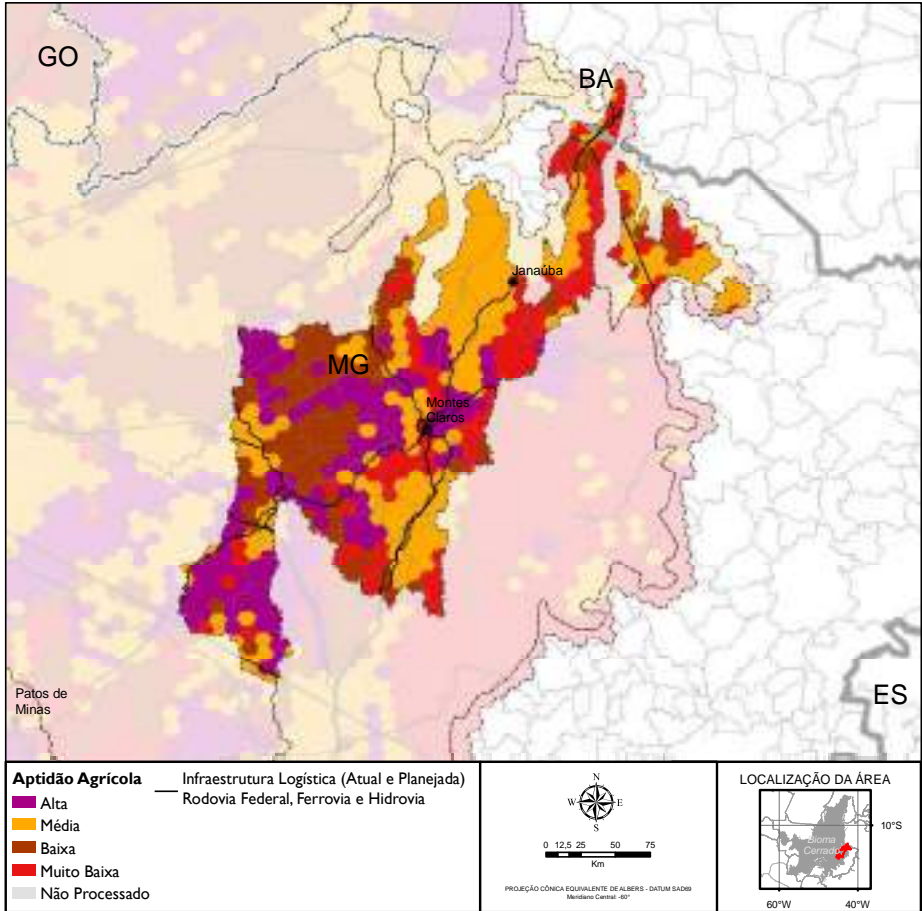 GO
BA
Janaúba
MG
Montes
Claros
Patos de
Minas
ES
Aptidão Agrícola
Alta
Média
Baixa
Muito Baixa
Não Processado
Infraestrutura Logística (Atual e Planejada)
Rodovia Federal, Ferrovia e Hidrovia
N
W E
S
0 12,5 25 50 75
Km
PROJEÇÃO CÔNICA EQUIVALENTE DE ALBERS - DATUM SAD69
Meridiano Central: -60°
LOCALIZAÇÃO DA ÁREA
10°S
Bioma
Cerrado
60°W 40°W